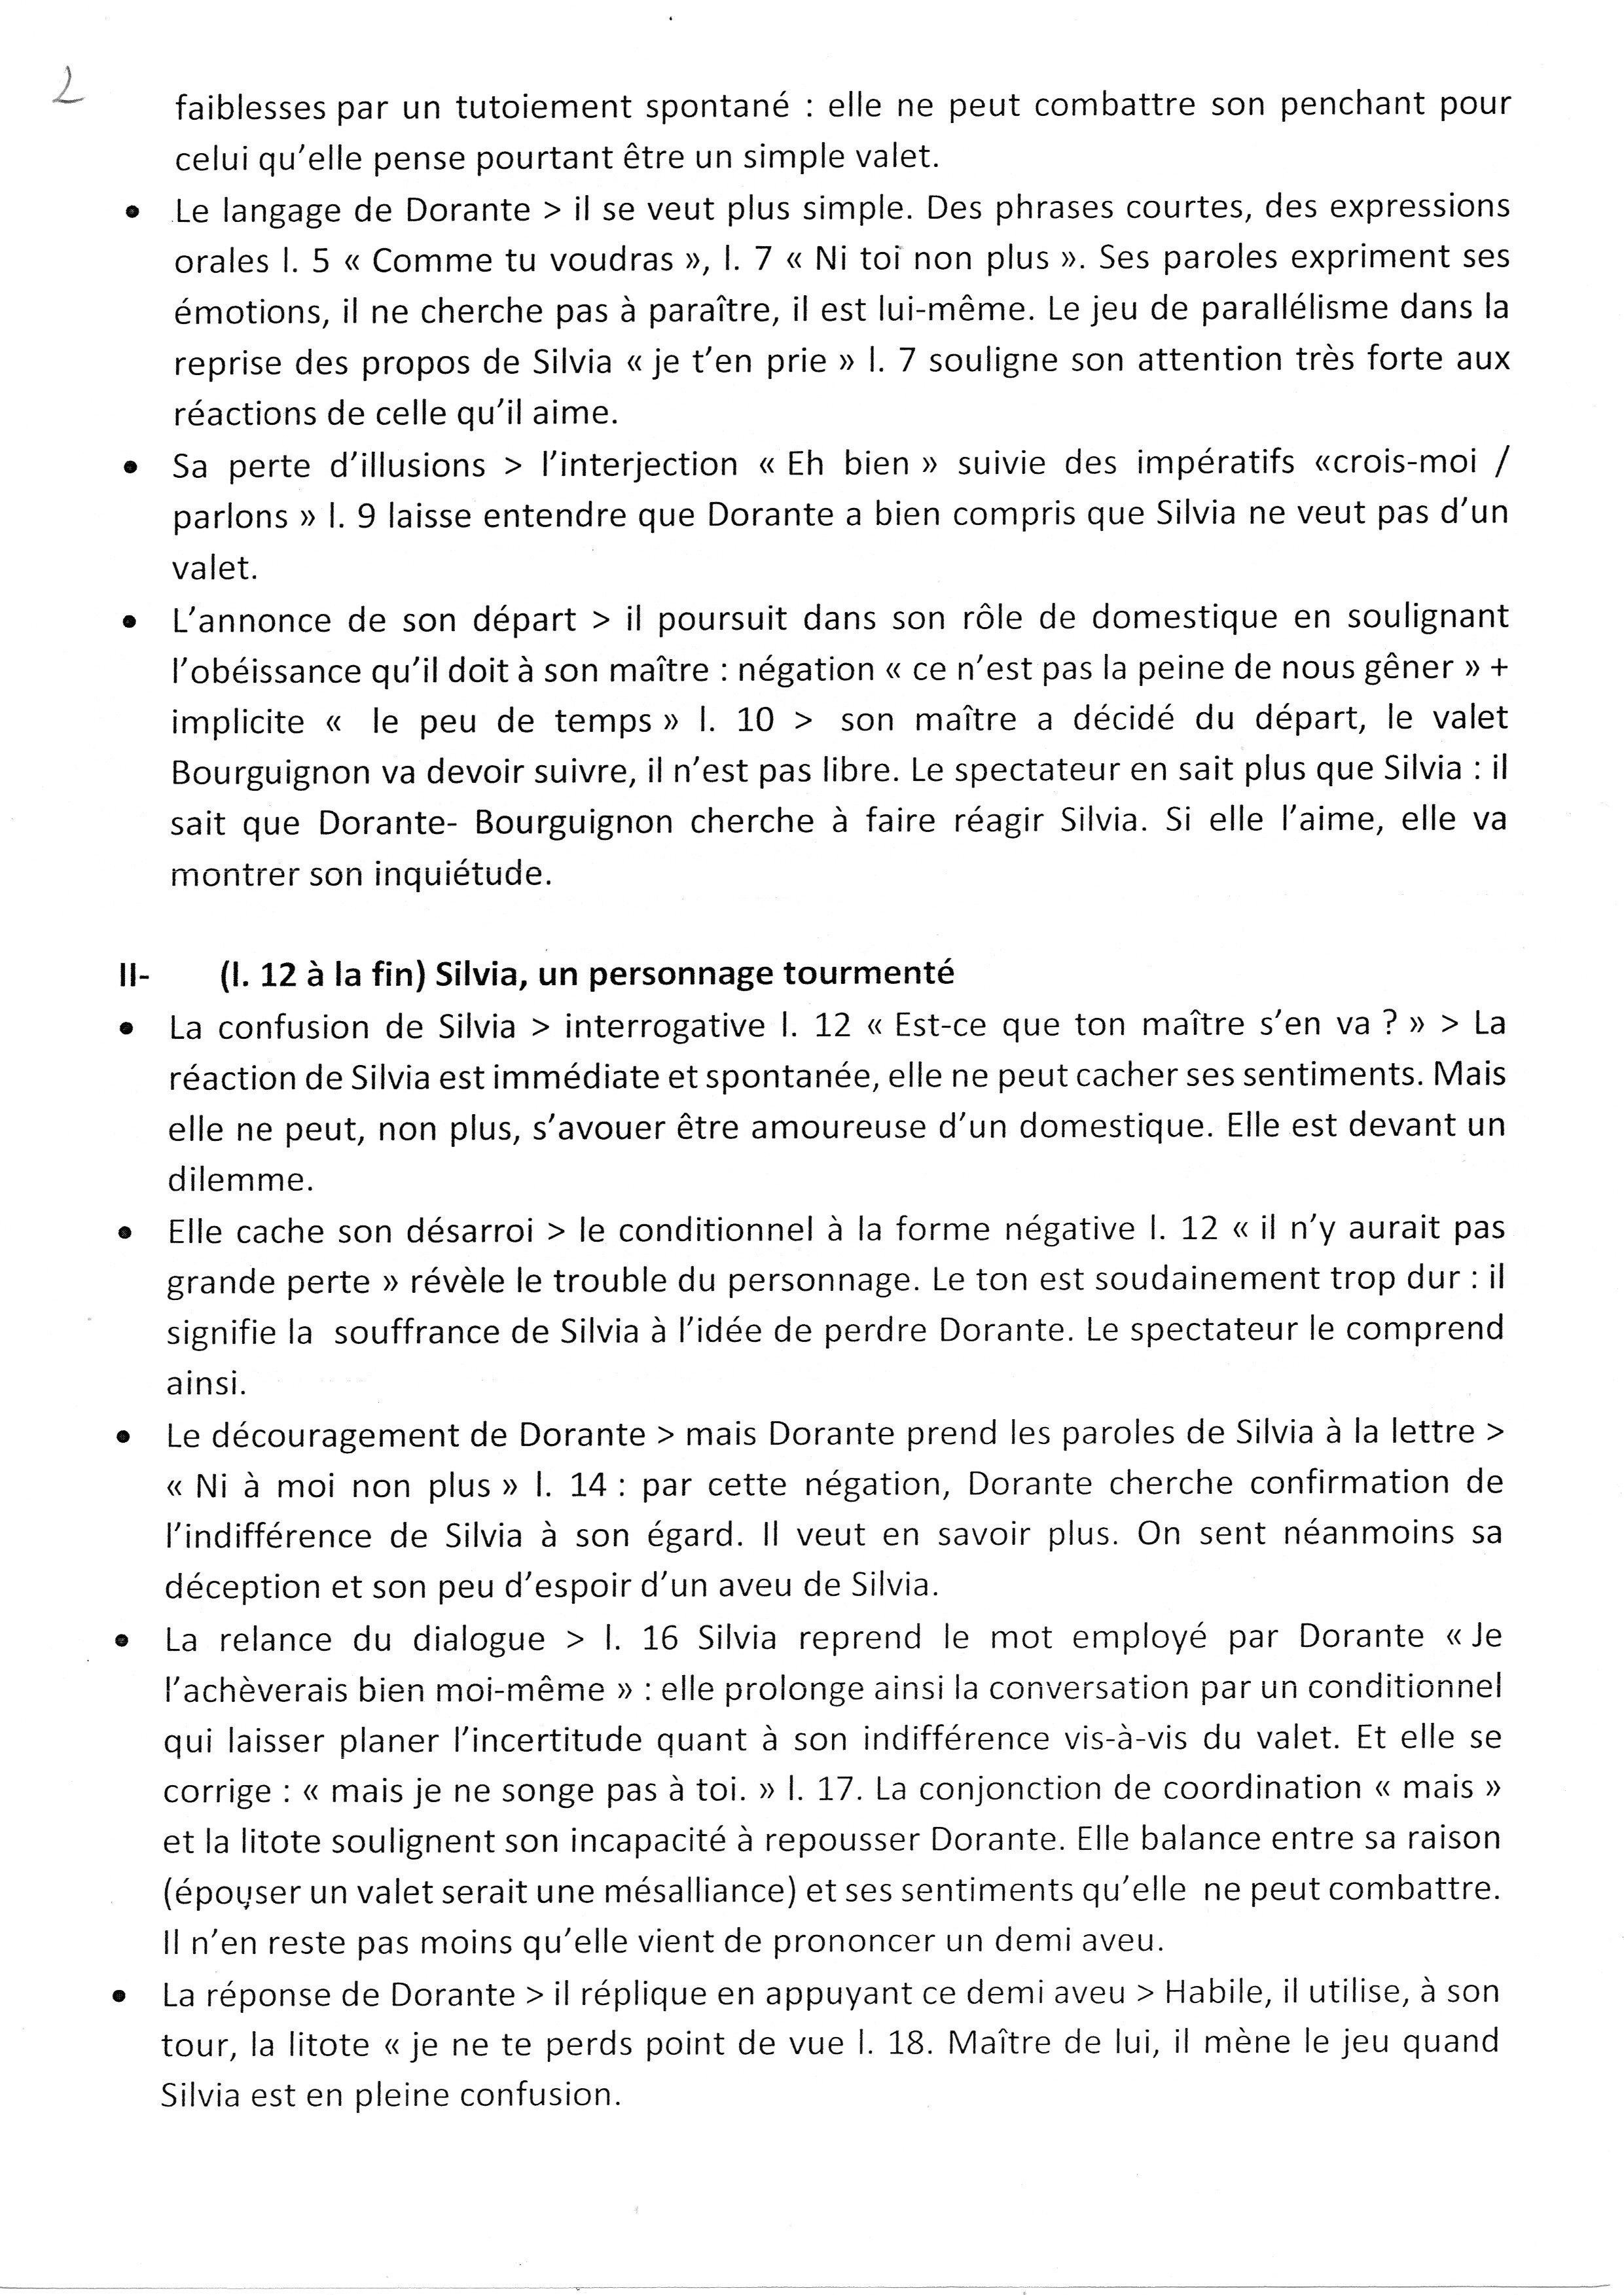 2
faiblesses par un tutoiement spontané : elle ne peut combattre son penchant pour
celui qu’elle pense pourtant être un simple valet.
• Le langage de Dorante > il se veut plus simple. Des phrases courtes, des expressions
orales l. 5 « Comme tu voudras », l. 7 « Ni toi non plus ». Ses paroles expriment ses
émotions, il ne cherche pas à paraître, il est lui-même. Le jeu de parallélisme dans la
reprise des propos de Silvia « je t’en prie » l. 7 souligne son attention très forte aux
réactions de celle qu’il aime.
• Sa perte d’illusions > l’interjection « Eh bien » suivie des impératifs «crois-moi /
parlons » l. 9 laisse entendre que Dorante a bien compris que Silvia ne veut pas d’un
valet.
• L’annonce de son départ > il poursuit dans son rôle de domestique en soulignant
l’obéissance qu’il doit à son maître : négation « ce n’est pas la peine de nous gêner » +
implicite « le peu de temps » l. 10 > son maître a décidé du départ, le valet
Bourguignon va devoir suivre, il n’est pas libre. Le spectateur en sait plus que Silvia : il
sait que Dorante- Bourguignon cherche à faire réagir Silvia. Si elle l’aime, elle va
montrer son inquiétude.
II- (l. 12 à la fin) Silvia, un personnage tourmenté
• La confusion de Silvia > interrogative l. 12 « Est-ce que ton maître s’en va ? » > La
réaction de Silvia est immédiate et spontanée, elle ne peut cacher ses sentiments. Mais
elle ne peut, non plus, s’avouer être amoureuse d’un domestique. Elle est devant un
dilemme.
• Elle cache son désarroi > le conditionnel à la forme négative l. 12 « il n’y aurait pas
grande perte » révèle le trouble du personnage. Le ton est soudainement trop dur : il
signifie la souffrance de Silvia à l’idée de perdre Dorante. Le spectateur le comprend
ainsi.
• Le découragement de Dorante > mais Dorante prend les paroles de Silvia à la lettre >
« Ni à moi non plus » l. 14 : par cette négation, Dorante cherche confirmation de
l’indifférence de Silvia à son égard. Il veut en savoir plus. On sent néanmoins sa
déception et son peu d’espoir d’un aveu de Silvia.
• La relance du dialogue > l. 16 Silvia reprend le mot employé par Dorante « Je
l’achèverais bien moi-même » : elle prolonge ainsi la conversation par un conditionnel
qui laisser planer l’incertitude quant à son indifférence vis-à-vis du valet. Et elle se
corrige : « mais je ne songe pas à toi. » l. 17. La conjonction de coordination « mais »
et la litote soulignent son incapacité à repousser Dorante. Elle balance entre sa raison
(épouser un valet serait une mésalliance) et ses sentiments qu’elle ne peut combattre.
Il n’en reste pas moins qu’elle vient de prononcer un demi aveu.
• La réponse de Dorante > il réplique en appuyant ce demi aveu > Habile, il utilise, à son
tour, la litote « je ne te perds point de vue l. 18. Maître de lui, il mène le jeu quand
Silvia est en pleine confusion.